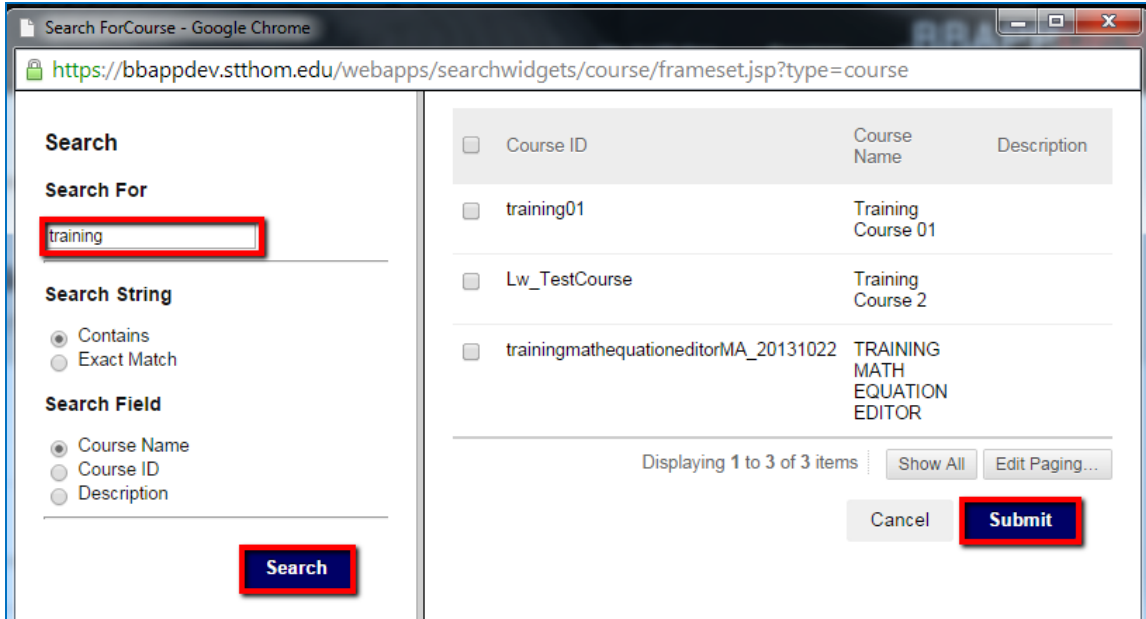 Search ForCourse - Google Chrome
https://bbappdev.stthom.edu/webapps/searchwidgets/course/frameset.jsp?type=course
Search
Search For
training
Search String
Contains
Exact Match
Search Field
Course Name
Course ID
Description
Search
Course ID
Course
Name
Description
training01
Training
Course 01
Lw_TestCourse
Training
Course 2
trainingmathequationeditorMA_20131022
TRAINING
MATH
EQUATION
EDITOR
Displaying 1 to 3 of 3 items
Show All
Edit Paging...
Cancel
Submit